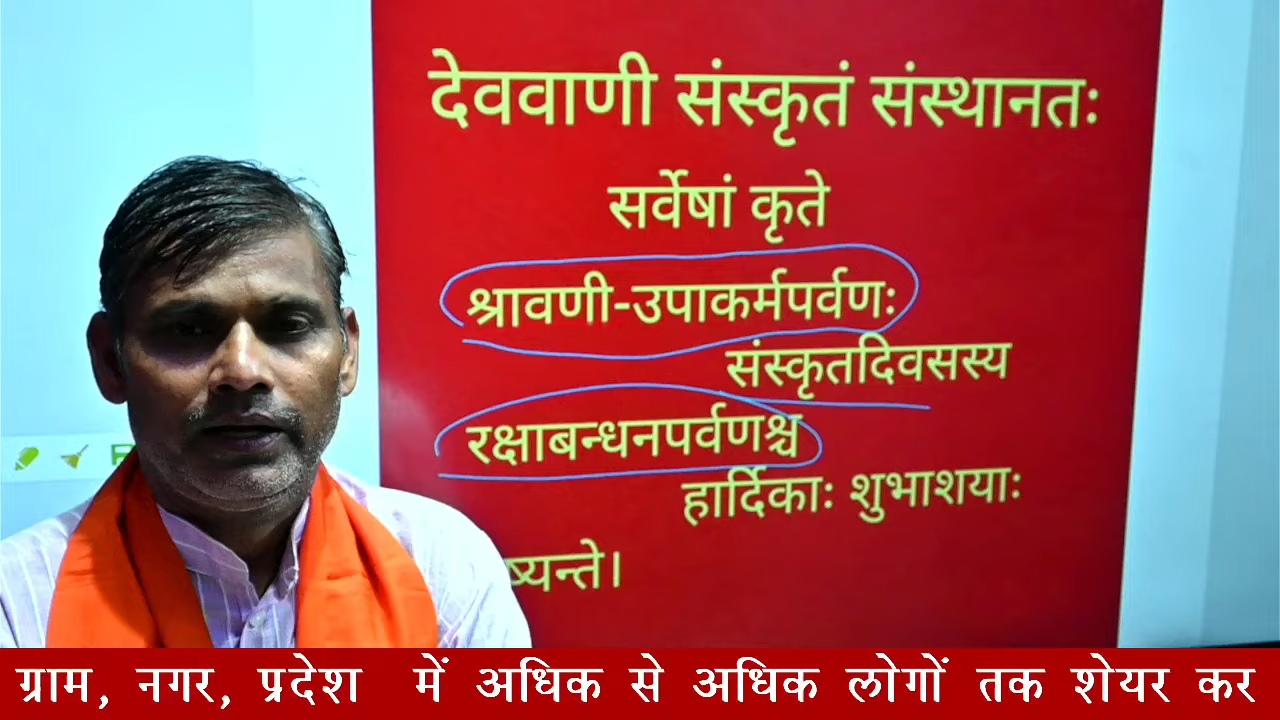 देववाणी संस्कृतं संस्थानतः
सर्वेषां कृते
श्रावणी-उपाकर्मपर्वणः
संस्कृतदिवसस्य
रक्षाबन्धनपर्वणश्च
हार्दिकाः शुभाशयाः
ष्यन्ते।
ग्राम, नगर, प्रदेश में अधिक से अधिक लोगों तक शेयर कर